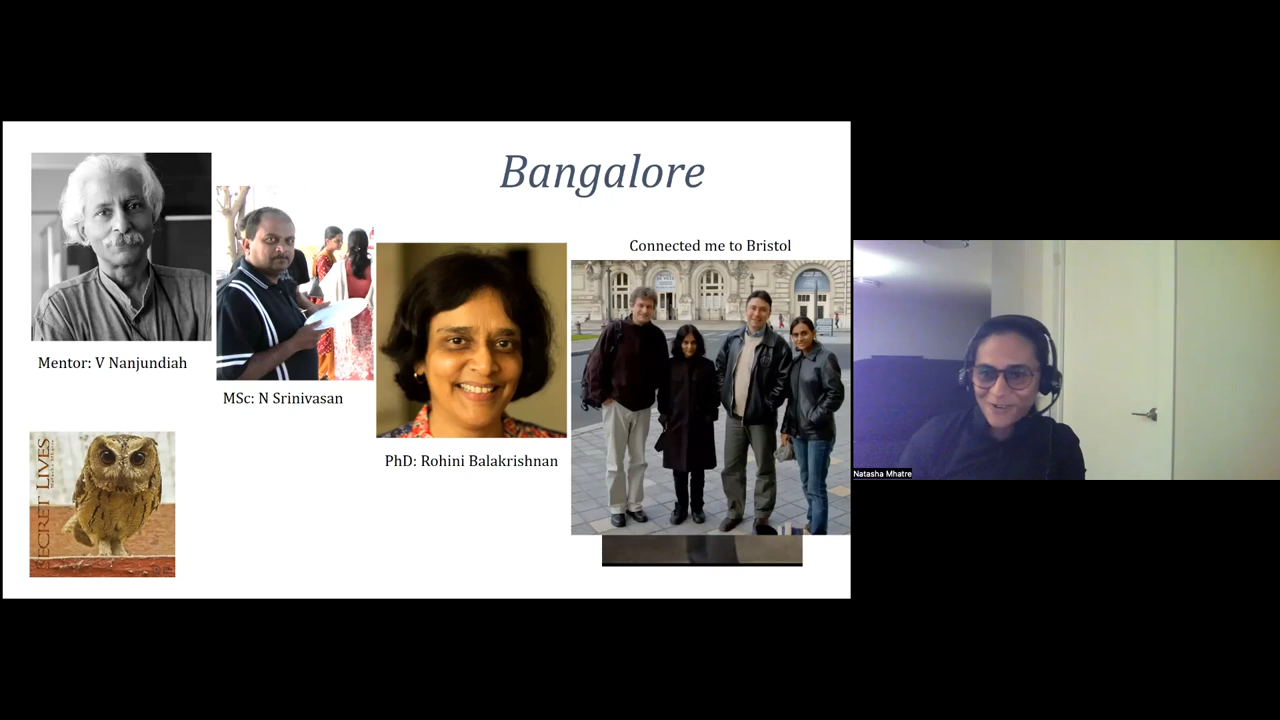 Bangalore
Connected me to Bristol
Mentor: V Nanjundiah
MSc: N Srinivasan
PhD: Rohini Balakrishnan
SECRET LIVES
Natasha Mhatre